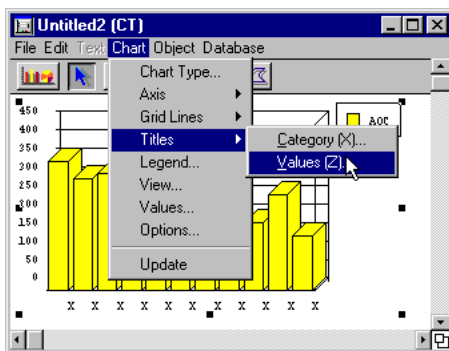 Untitled2 (CT)
File Edit Text Chart Object Database
Chart Type...
Axis
Grid Lines
Titles
Legend...
View...
Values...
Options...
Update
Category (X)...
Values (Z)...
450
400
350
300
250
200
150
100
50
0
X X X X X X X X X X X